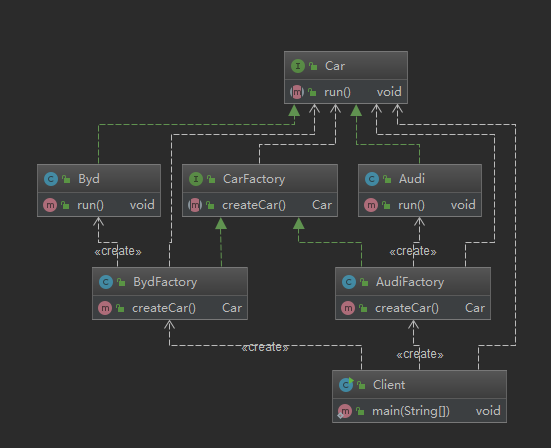 I Car
m run() void
C Byd
m run() void
I CarFactory
m createCar() Car
C Audi
m run() void
«create»
«create»
C BydFactory
m createCar() Car
C AudiFactory
m createCar() Car
«create»
«create»
C Client
m main(String[]) void